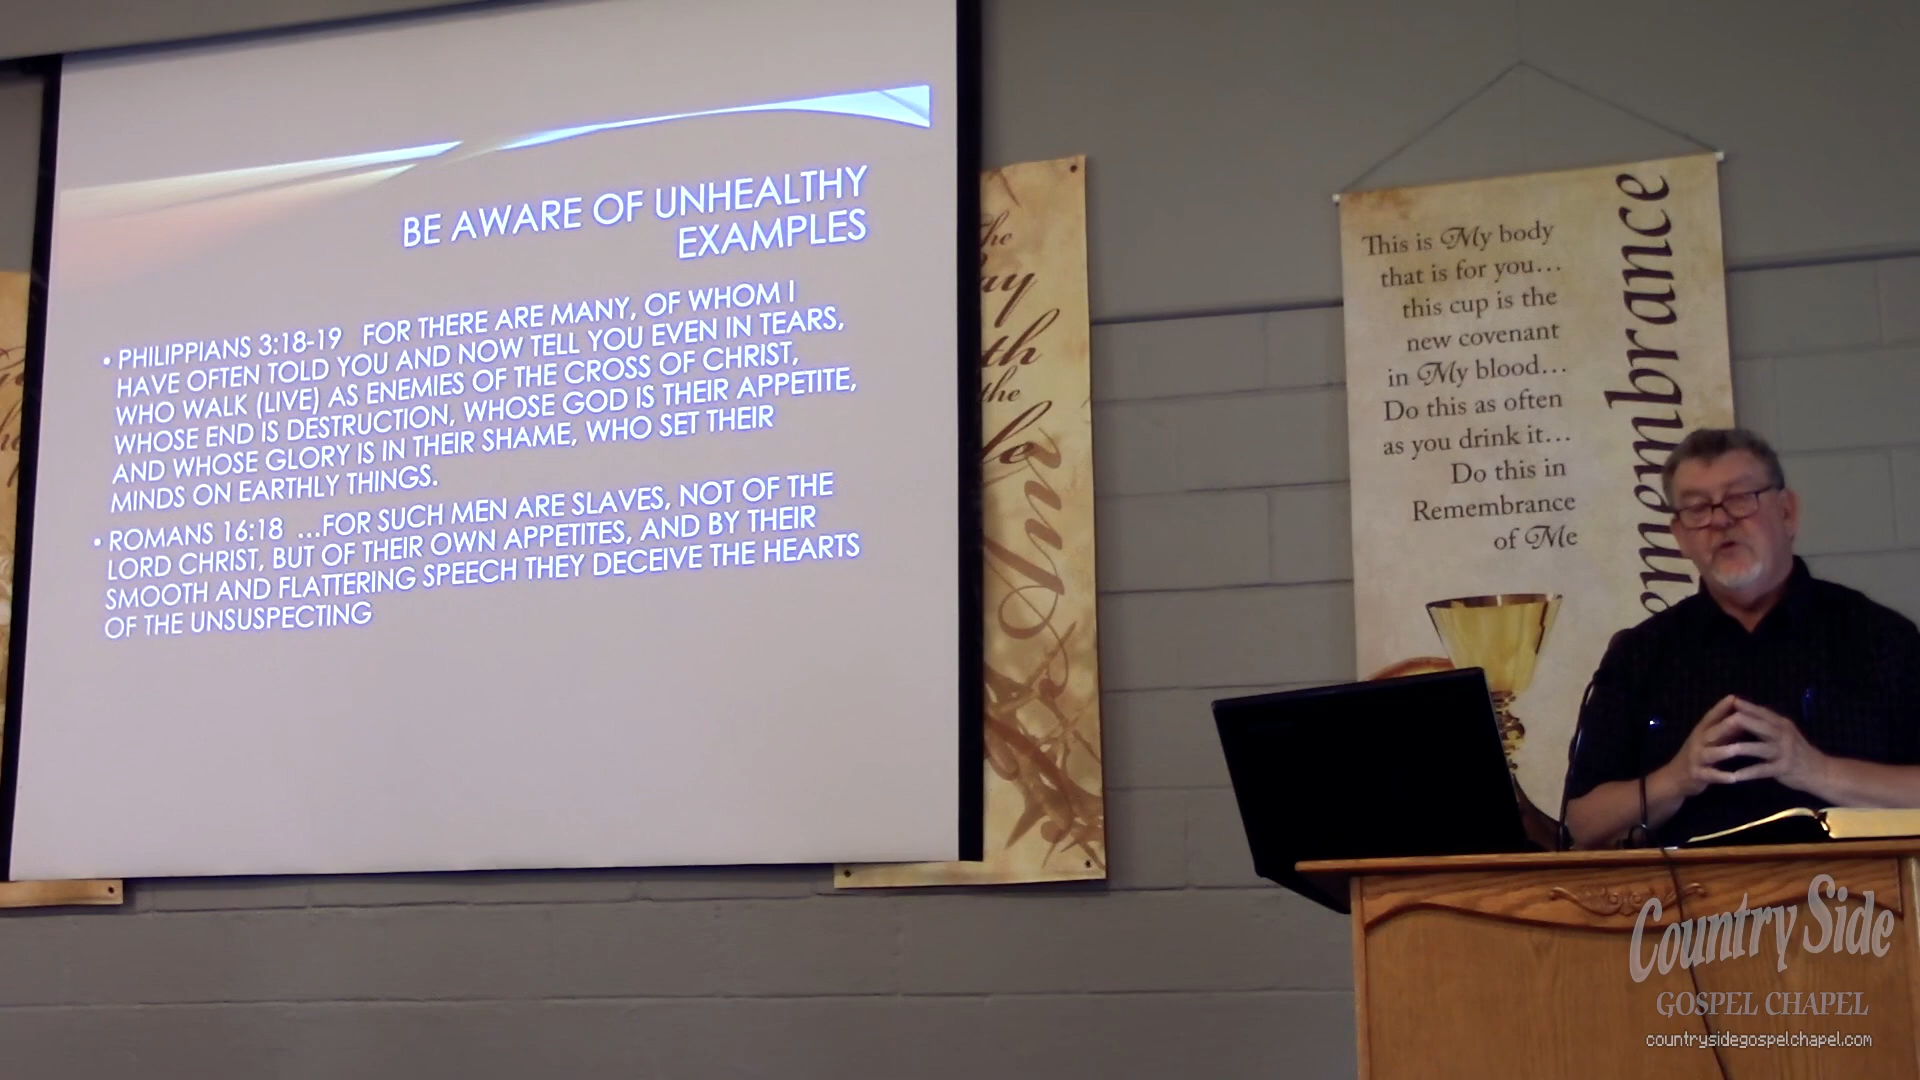 BE AWARE OF UNHEALTHY
EXAMPLES
• PHILIPPIANS 3:18-19 FOR THERE ARE MANY, OF WHOM I
HAVE OFTEN TOLD YOU AND NOW TELL YOU EVEN IN TEARS,
WHO WALK (LIVE) AS ENEMIES OF THE CROSS OF CHRIST,
WHOSE END IS DESTRUCTION, WHOSE GOD IS THEIR APPETITE,
AND WHOSE GLORY IS IN THEIR SHAME, WHO SET THEIR
MINDS ON EARTHLY THINGS.
• ROMANS 16:18 ...FOR SUCH MEN ARE SLAVES, NOT OF THE
LORD CHRIST, BUT OF THEIR OWN APPETITES, AND BY THEIR
SMOOTH AND FLATTERING SPEECH THEY DECEIVE THE HEARTS
OF THE UNSUSPECTING
the
This is My body
that is for you...
this cup is the
new covenant
in My blood...
Do this as often
as you drink it...
Do this in
Remembrance
of Me
Country Side
GOSPEL CHAPEL
countrysidegospelchapel.com